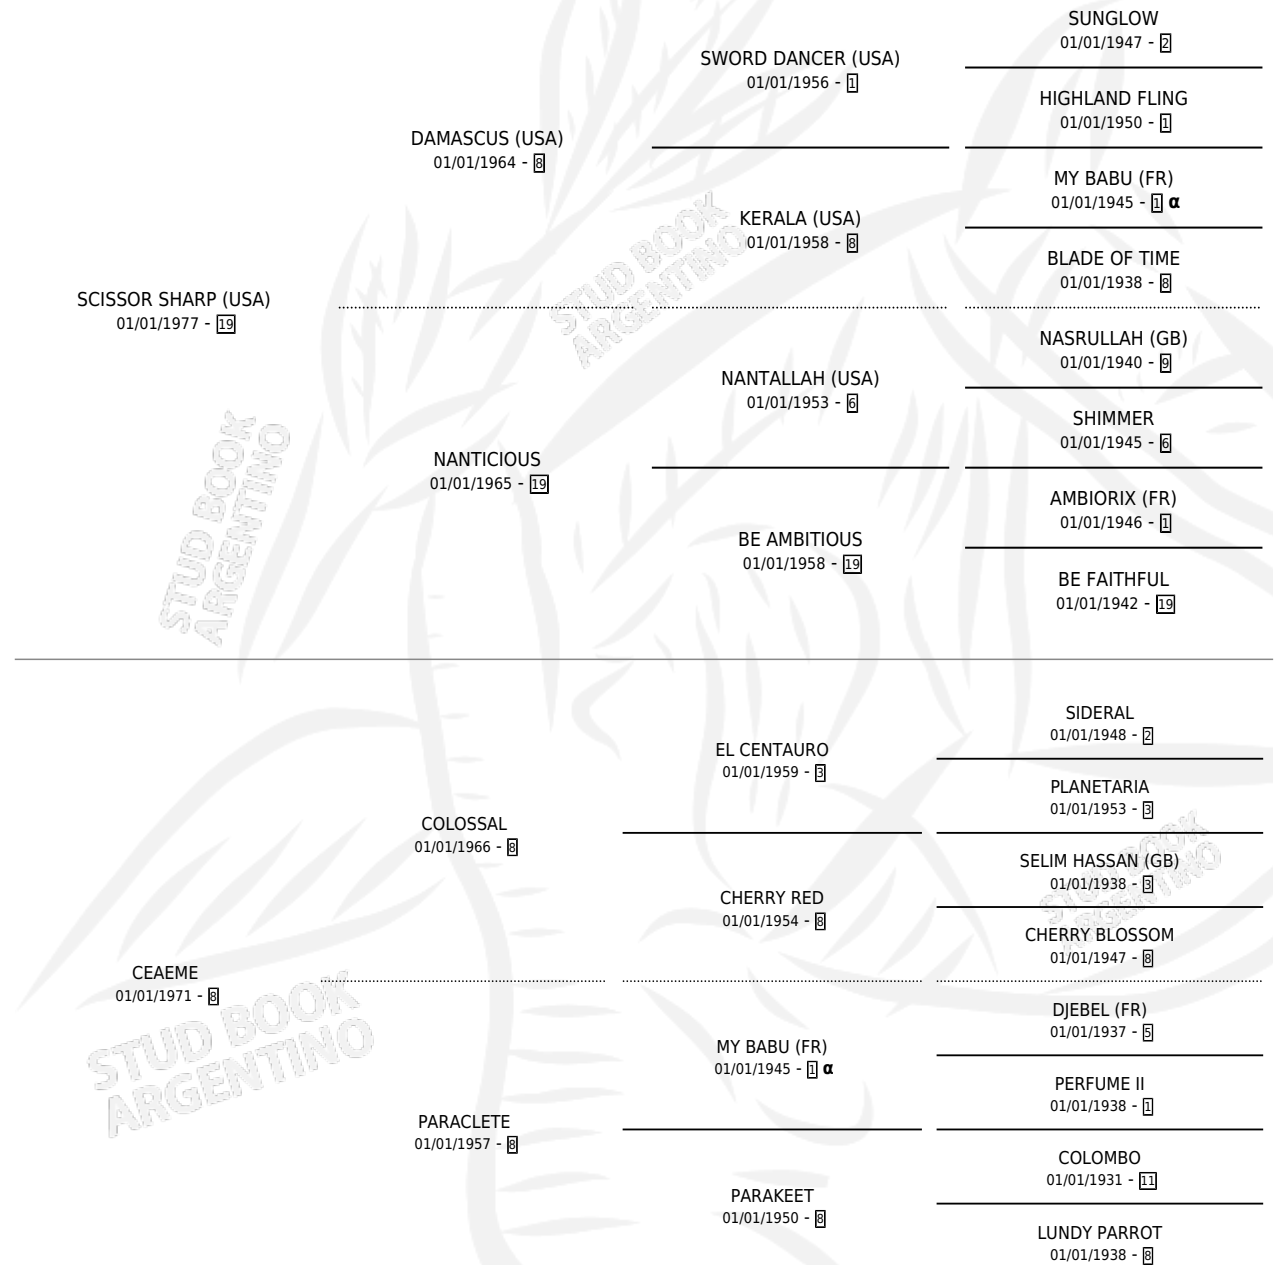 SUNGLOW
01/01/1947 - 2
SWORD DANCER (USA)
01/01/1956 - 1
HIGHLAND FLING
01/01/1950 - 1
DAMASCUS (USA)
01/01/1964 - 8
MY BABU (FR)
01/01/1945 - 1 α
KERALA (USA)
01/01/1958 - 8
BLADE OF TIME
01/01/1938 - 8
SCISSOR SHARP (USA)
01/01/1977 - 19
STUD BOOK
ARGENTINO
NASRULLAH (GB)
01/01/1940 - 9
NANTALLAH (USA)
01/01/1953 - 6
SHIMMER
01/01/1945 - 6
NANTICIOUS
01/01/1965 - 19
AMBIORIX (FR)
01/01/1946 - 1
BE AMBITIOUS
01/01/1958 - 19
BE FAITHFUL
01/01/1942 - 19
STUD BOOK
ARGENTINO
SIDERAL
01/01/1948 - 2
EL CENTAURO
01/01/1959 - 3
PLANETARIA
01/01/1953 - 3
COLOSSAL
01/01/1966 - 8
SELIM HASSAN (GB)
01/01/1938 - 3
CHERRY RED
01/01/1954 - 8
CHERRY BLOSSOM
01/01/1947 - 8
STUD BOOK
ARGENTINO
CEAEME
01/01/1971 - 8
STUD BOOK
ARGENTINO
DJEBEL (FR)
01/01/1937 - 5
MY BABU (FR)
01/01/1945 - 1 α
PERFUME II
01/01/1938 - 1
PARACLETE
01/01/1957 - 8
COLOMBO
01/01/1931 - 11
PARAKEET
01/01/1950 - 8
LUNDY PARROT
01/01/1938 - 8